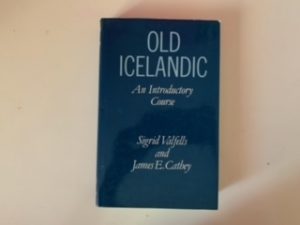 OLD
ICELANDIC
An Introductory
Course
Sigrid Valfells
and
James E. Cathey